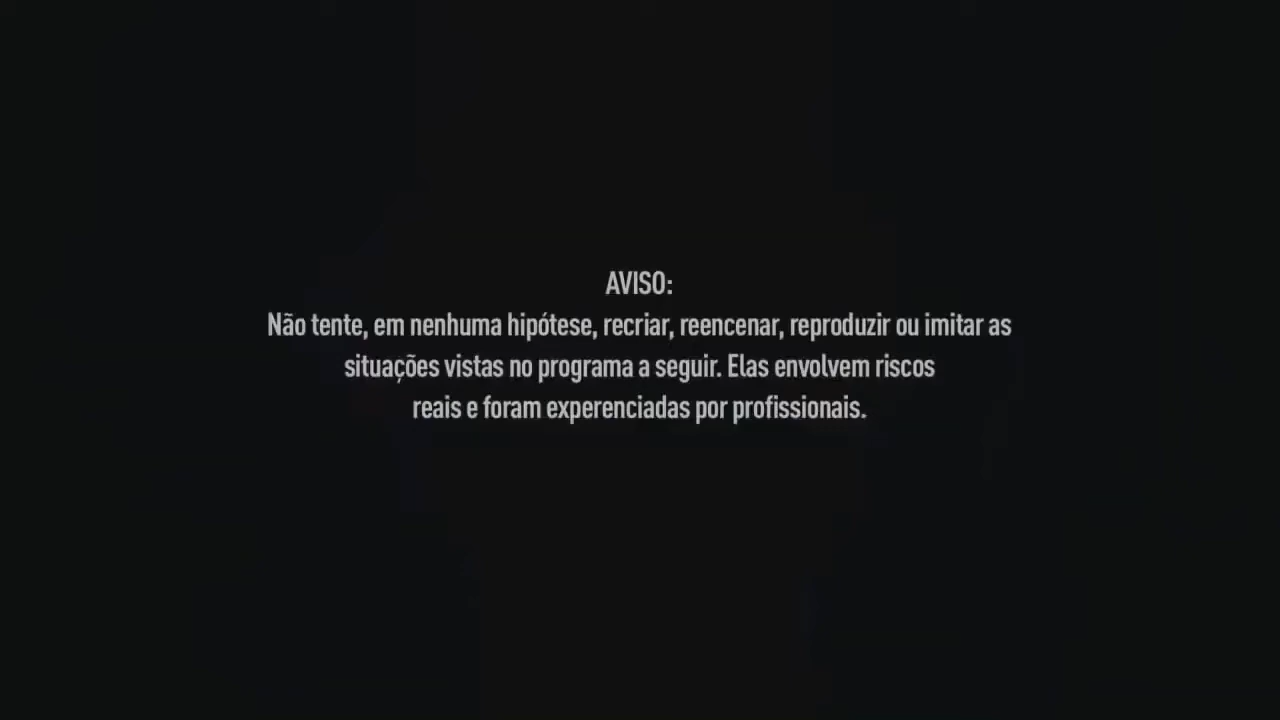 AVISO:
Não tente, em nenhuma hipótese, recriar, reencenar, reproduzir ou imitar as
situações vistas no programa a seguir. Elas envolvem riscos
reais e foram experenciadas por profissionais.